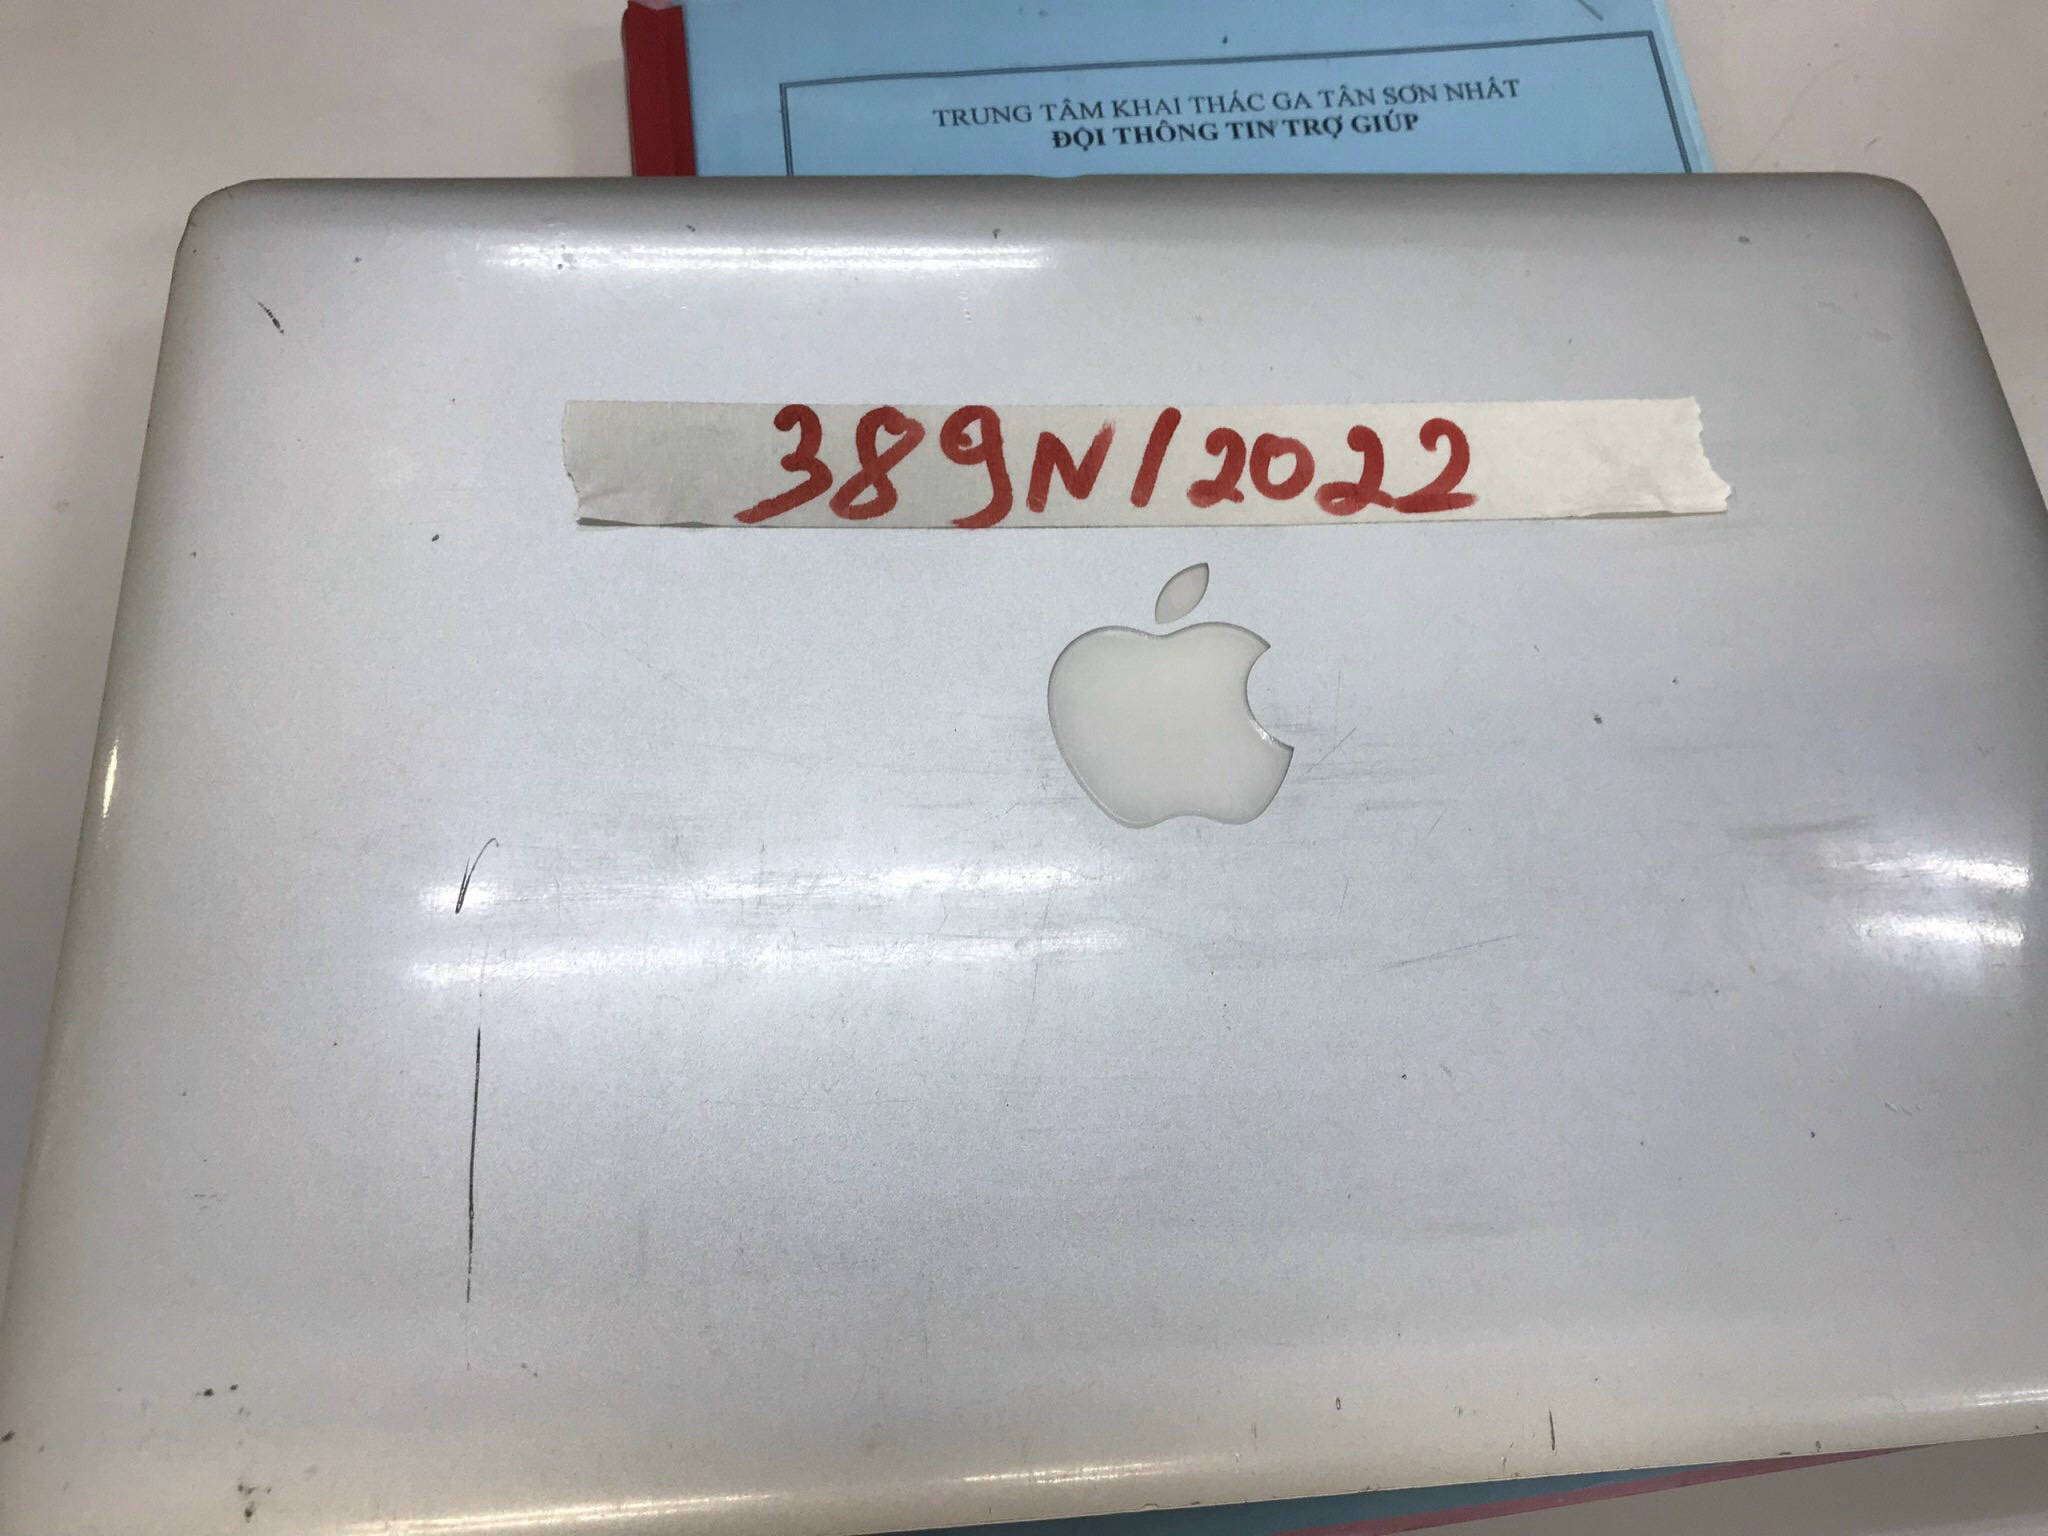 TRUNG TÂM KHAI THÁC GA TÂN SƠN NHẤT
ĐỘI THÔNG TIN TRỢ GIÚP
389N/2022